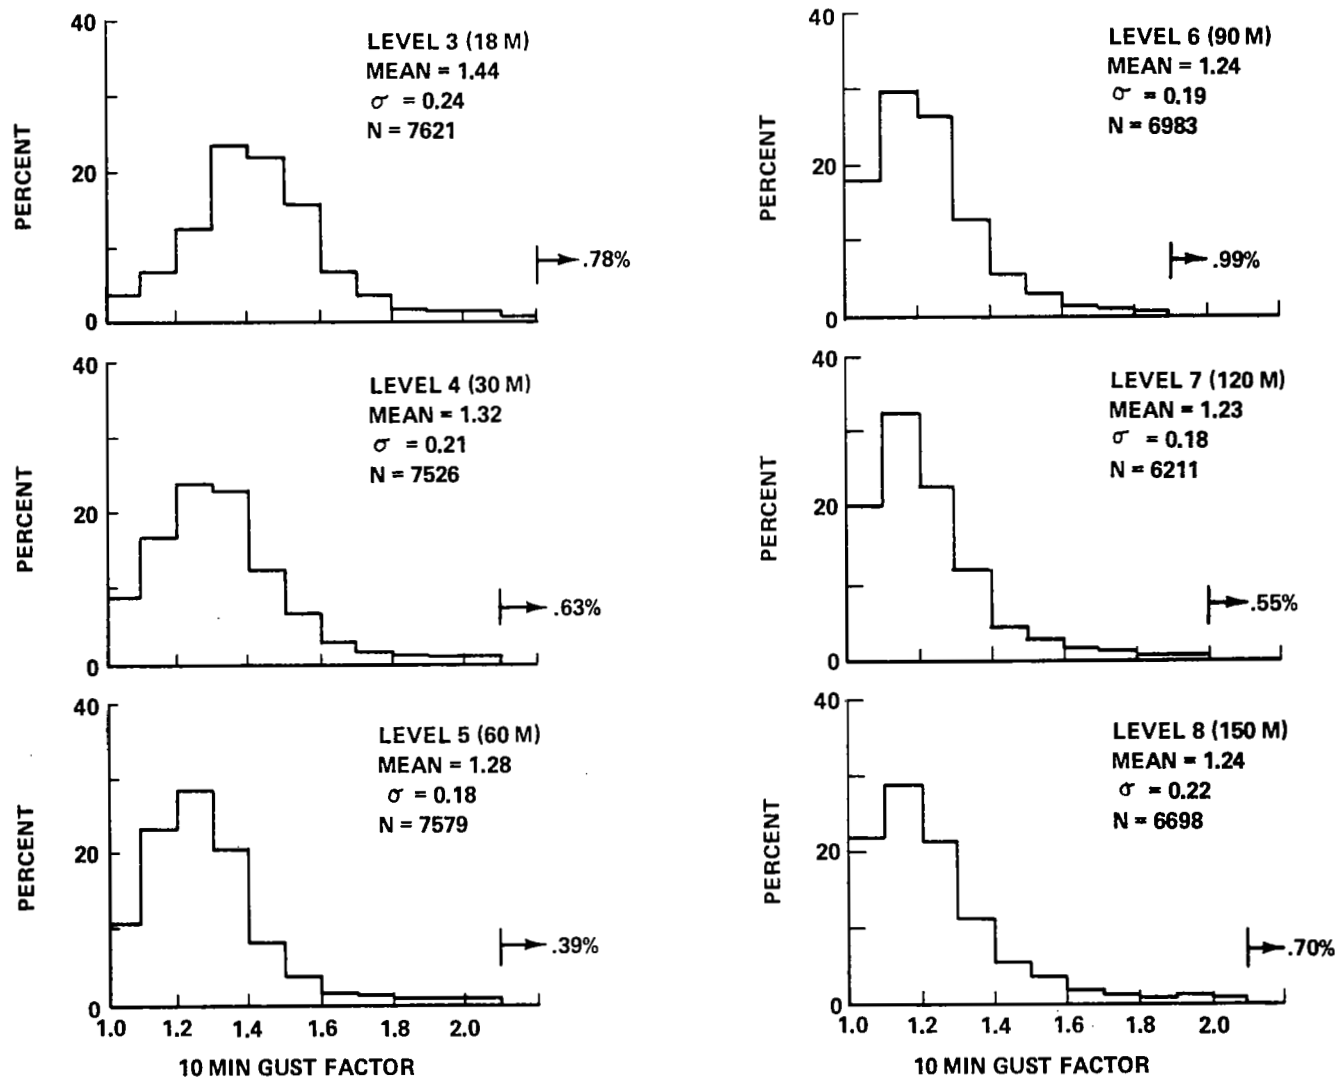 40
20
0
PERCENT
LEVEL 3 (18 M)
MEAN = 1.44
σ = 0.24
N = 7621
.78%
40
20
0
PERCENT
LEVEL 4 (30 M)
MEAN = 1.32
σ = 0.21
N = 7526
.63%
40
20
0
PERCENT
LEVEL 5 (60 M)
MEAN = 1.28
σ = 0.18
N = 7579
.39%
1.0 1.2 1.4 1.6 1.8 2.0
10 MIN GUST FACTOR
40
20
0
PERCENT
LEVEL 6 (90 M)
MEAN = 1.24
σ = 0.19
N = 6983
.99%
40
20
0
PERCENT
LEVEL 7 (120 M)
MEAN = 1.23
σ = 0.18
N = 6211
.55%
40
20
0
PERCENT
LEVEL 8 (150 M)
MEAN = 1.24
σ = 0.22
N = 6698
.70%
1.0 1.2 1.4 1.6 1.8 2.0
10 MIN GUST FACTOR